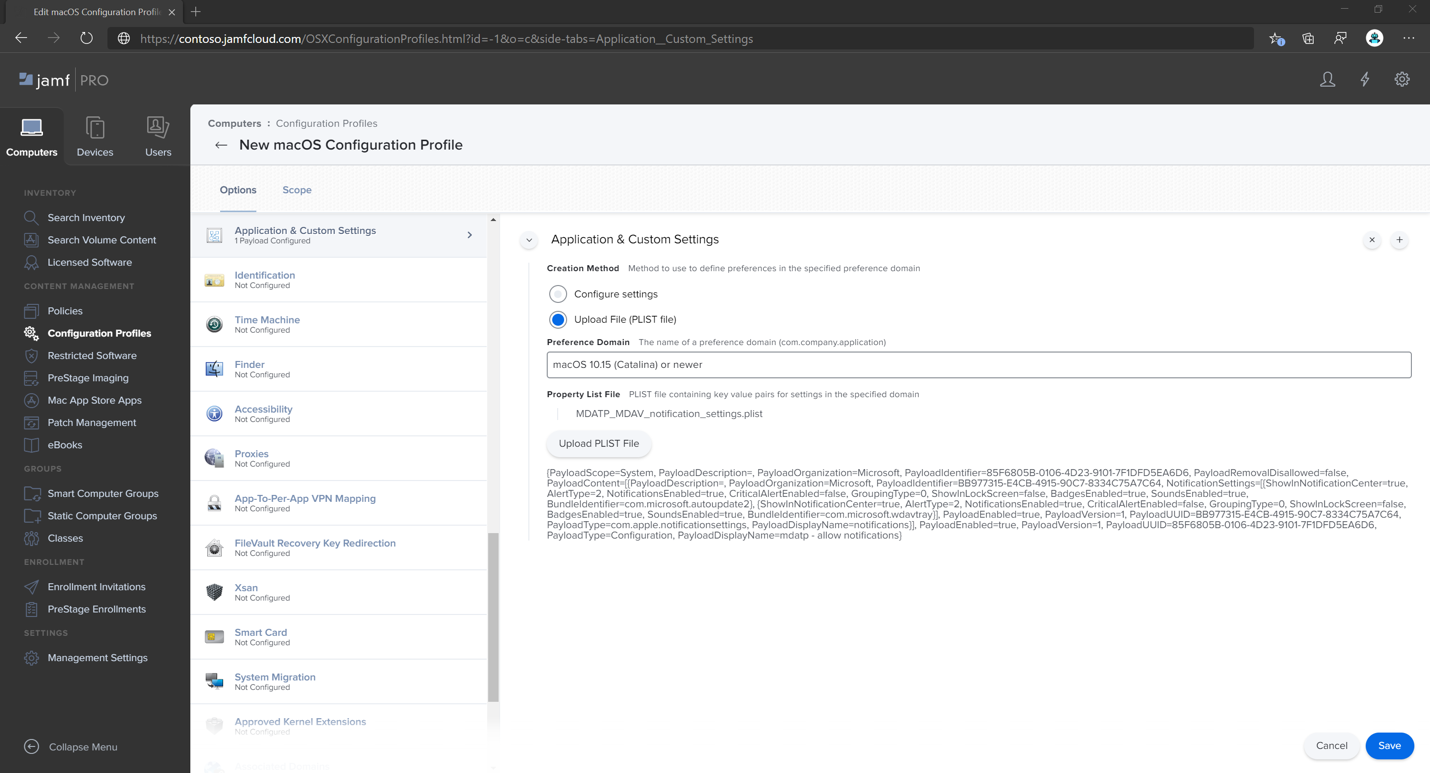 Edit macOS Configuration Profil
https://contoso.jamfcloud.com/OSXConfigurationProfiles.html?id=-1&o=c&side-tabs=Application__Custom_Settings
jamf PRO
Computers
Devices
Users
INVENTORY
Search Inventory
Search Volume Content
Licensed Software
CONTENT MANAGEMENT
Policies
Configuration Profiles
Restricted Software
PreStage Imaging
Mac App Store Apps
Patch Management
eBooks
GROUPS
Smart Computer Groups
Static Computer Groups
Classes
ENROLLMENT
Enrollment Invitations
PreStage Enrollments
SETTINGS
Management Settings
Collapse Menu
Computers : Configuration Profiles
New macOS Configuration Profile
Options
Scope
Application & Custom Settings
1 Payload Configured
Identification
Not Configured
Time Machine
Not Configured
Finder
Not Configured
Accessibility
Not Configured
Proxies
Not Configured
App-To-Per-App VPN Mapping
Not Configured
FileVault Recovery Key Redirection
Not Configured
Xsan
Not Configured
Smart Card
Not Configured
System Migration
Not Configured
Approved Kernel Extensions
Not Configured
Application & Custom Settings
Creation Method Method to use to define preferences in the specified preference domain
Configure settings
Upload File (PLIST file)
Preference Domain The name of a preference domain (com.company.application)
macOS 10.15 (Catalina) or newer
Property List File PLIST file containing key value pairs for settings in the specified domain
MDATP_MDAV_notification_settings.plist
Upload PLIST File
{PayloadScope=System, PayloadDescription=, PayloadOrganization=Microsoft, PayloadIdentifier=85F6805B-0106-4D23-9101-7F1DFD5EA6D6, PayloadRemovalDisallowed=false,
PayloadContent=[{PayloadDescription=, PayloadOrganization=Microsoft, PayloadIdentifier=BB977315-E4CB-4915-90C7-8334C75A7C64, NotificationSettings=[{ShowInNotificationCenter=true,
AlertType=2, NotificationsEnabled=true, CriticalAlertEnabled=false, GroupingType=0, ShowInLockScreen=false, BadgesEnabled=true, SoundsEnabled=true,
BundleIdentifier=com.microsoft.autoupdate2}, {ShowInNotificationCenter=true, AlertType=2, NotificationsEnabled=true, CriticalAlertEnabled=false, GroupingType=0, ShowInLockScreen=false,
BadgesEnabled=true, SoundsEnabled=true, BundleIdentifier=com.microsoft.wdavtray}], PayloadEnabled=true, PayloadVersion=1, PayloadUUID=BB977315-E4CB-4915-90C7-8334C75A7C64,
PayloadType=com.apple.notificationsettings, PayloadDisplayName=notifications}], PayloadEnabled=true, PayloadVersion=1, PayloadUUID=85F6805B-0106-4D23-9101-7F1DFD5EA6D6,
PayloadType=Configuration, PayloadDisplayName=mdatp - allow notifications}
Cancel
Save